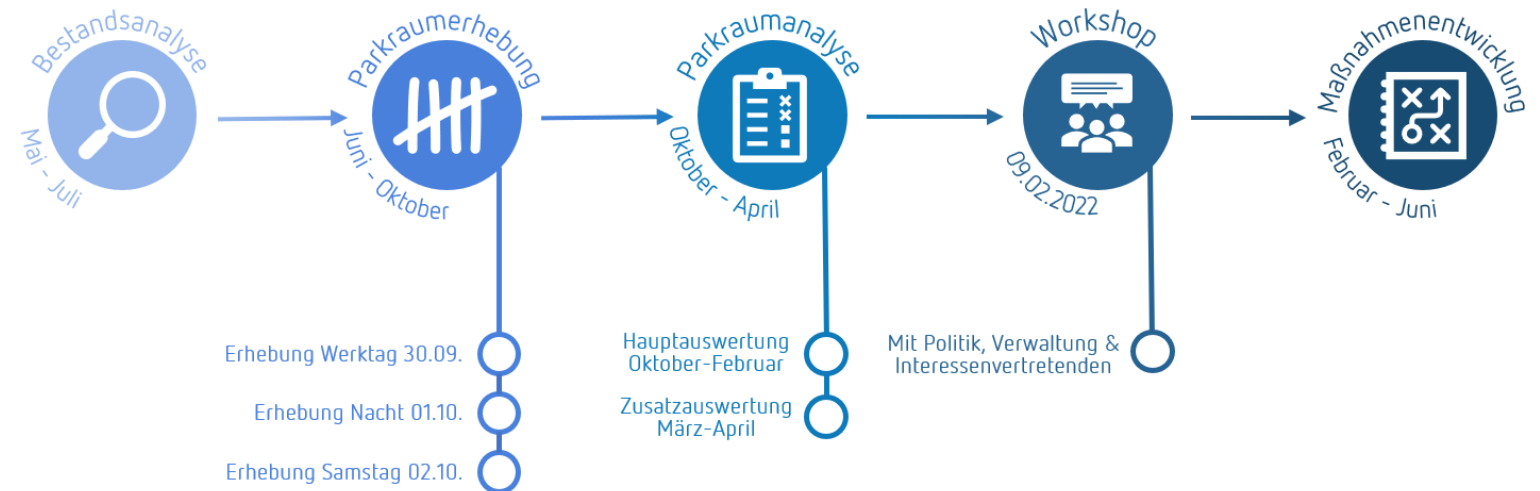 Bestandsanalyse
Mai - Juli
Parkraumerhebung
Juni - Oktober
Erhebung Werktag 30.09.
Erhebung Nacht 01.10.
Erhebung Samstag 02.10.
Parkraumanalyse
Oktober - April
Hauptauswertung
Oktober-Februar
Zusatzauswertung
März-April
Workshop
09.02.2022
Mit Politik, Verwaltung &
Interessenvertretenden
Maßnahmenentwicklung
Februar - Juni